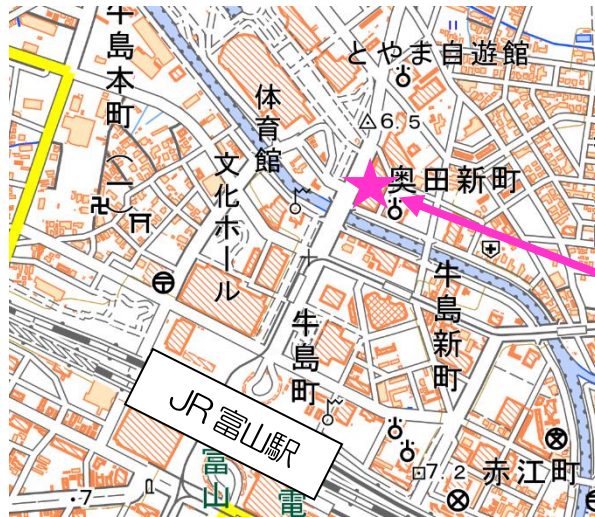 牛島本町(一)
体育館
文化ホール
とやま自遊館
6.5
奥田新町
牛島新町
牛島町
JR富山駅
富山
電
7.2
赤江町
7